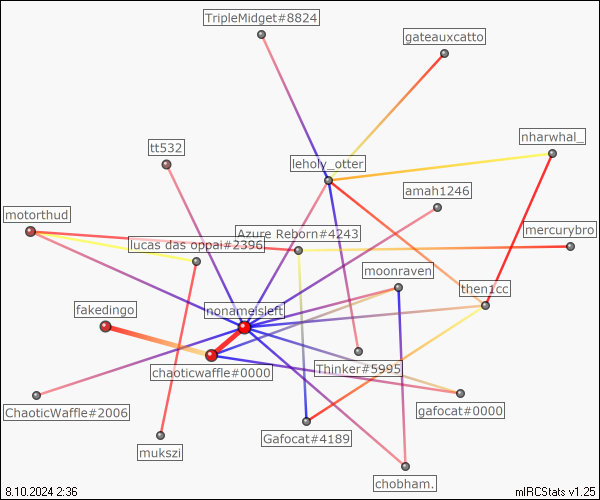 TripleMidget#8824
gateauxcatto
nharwhal_
tt532
leholy_otter
amah1246
motorthud
Azure Reborn#4243
mercurybro
lucas das oppai#2396
moonraven
then1cc
fakedingo
nonameisleft
chaoticwaffle#0000
Thinker#5995
ChaoticWaffle#2006
gafocat#0000
Gafocat#4189
mukszi
chobham.
8.10.2024 2:36
mIRCStats v1.25